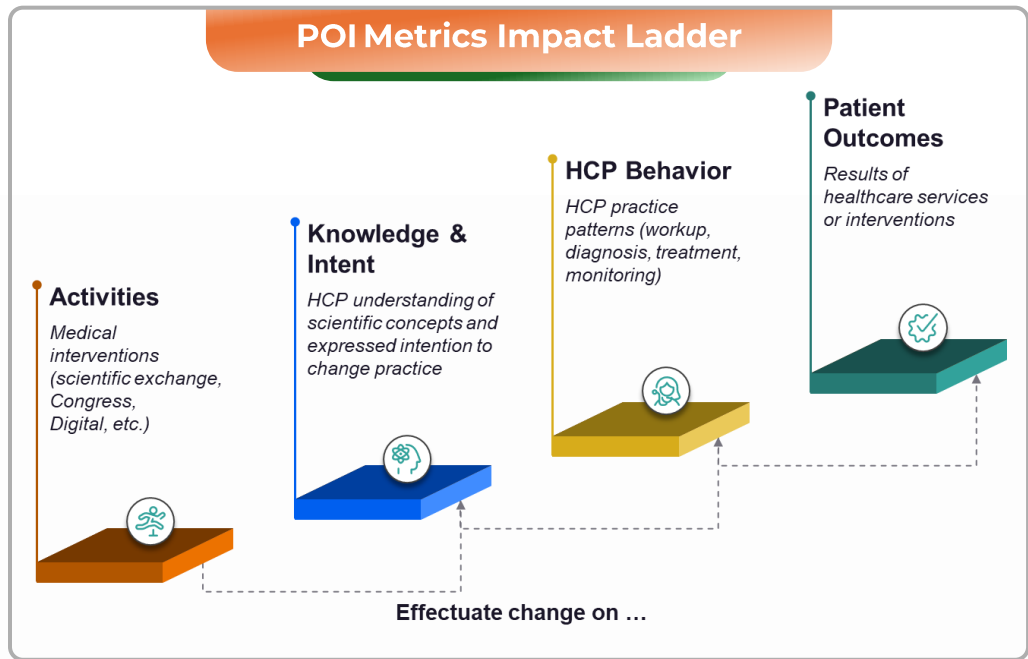 POI Metrics Impact Ladder
Activities
Medical
interventions
(scientific exchange,
Congress,
Digital, etc.)
Knowledge &
Intent
HCP understanding of
scientific concepts and
expressed intention to
change practice
HCP Behavior
HCP practice
patterns (workup,
diagnosis, treatment,
monitoring)
Patient
Outcomes
Results of
healthcare services
or interventions
Effectuate change on …